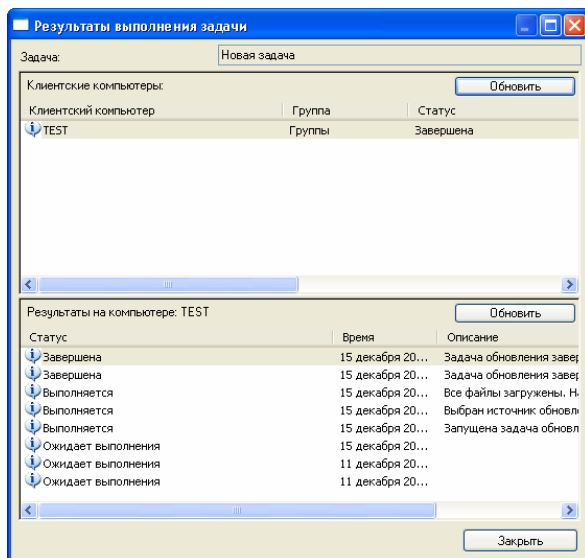 Результаты выполнения задачи
Задача: Новая задача
Клиентские компьютеры: Обновить
Клиентский компьютер Группа Статус
TEST Группы Завершена
Результаты на компьютере: TEST Обновить
Статус Время Описание
Завершена 15 декабря 20... Задача обновления завер
Завершена 15 декабря 20... Задача обновления завер
Выполняется 15 декабря 20... Все файлы загружены. На
Выполняется 15 декабря 20... Выбран источник обновл
Выполняется 15 декабря 20... Запущена задача обновл
Ожидает выполнения 15 декабря 20...
Ожидает выполнения 11 декабря 20...
Ожидает выполнения 11 декабря 20...
Закрыть